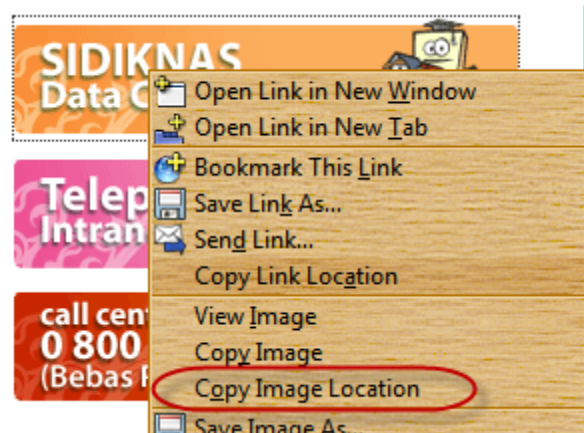 SIDIKNAS
Data C
Open Link in New Window
Open Link in New Tab
Bookmark This Link
Telep
Intran
Save Link As...
Send Link...
Copy Link Location
call cen
0 800
(Bebas
View Image
Copy Image
Copy Image Location
Save Image As...